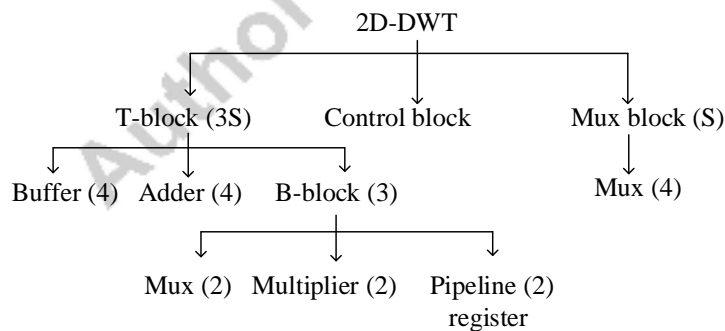 2D-DWT
T-block (3S) Control block Mux block (S)
Buffer (4) Adder (4) B-block (3) Mux (4)
Mux (2) Multiplier (2) Pipeline (2)
register
Author